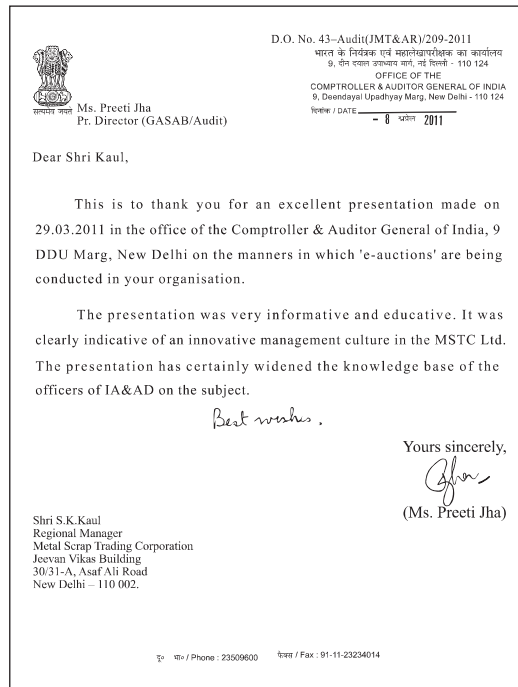 D.O. No. 43–Audit(JMT&AR)/209-2011
भारत के नियंत्रक एवं महालेखापरीक्षक का कार्यालय
9, दीन दयाल उपाध्याय मार्ग, नई दिल्ली - 110 124
OFFICE OF THE
COMPTROLLER & AUDITOR GENERAL OF INDIA
9, Deendayal Upadhyay Marg, New Delhi - 110 124
दिनांक / DATE
- 8 अप्रैल 2011
सत्यमेव जयते
Ms. Preeti Jha
Pr. Director (GASAB/Audit)
Dear Shri Kaul,
This is to thank you for an excellent presentation made on
29.03.2011 in the office of the Comptroller & Auditor General of India, 9
DDU Marg, New Delhi on the manners in which 'e-auctions' are being
conducted in your organisation.
The presentation was very informative and educative. It was
clearly indicative of an innovative management culture in the MSTC Ltd.
The presentation has certainly widened the knowledge base of the
officers of IA&AD on the subject.
Best wishes.
Yours sincerely,
(Ms. Preeti Jha)
Shri S.K.Kaul
Regional Manager
Metal Scrap Trading Corporation
Jeevan Vikas Building
30/31-A, Asaf Ali Road
New Delhi – 110 002.
दू० भा० / Phone : 23509600 फैक्स / Fax : 91-11-23234014